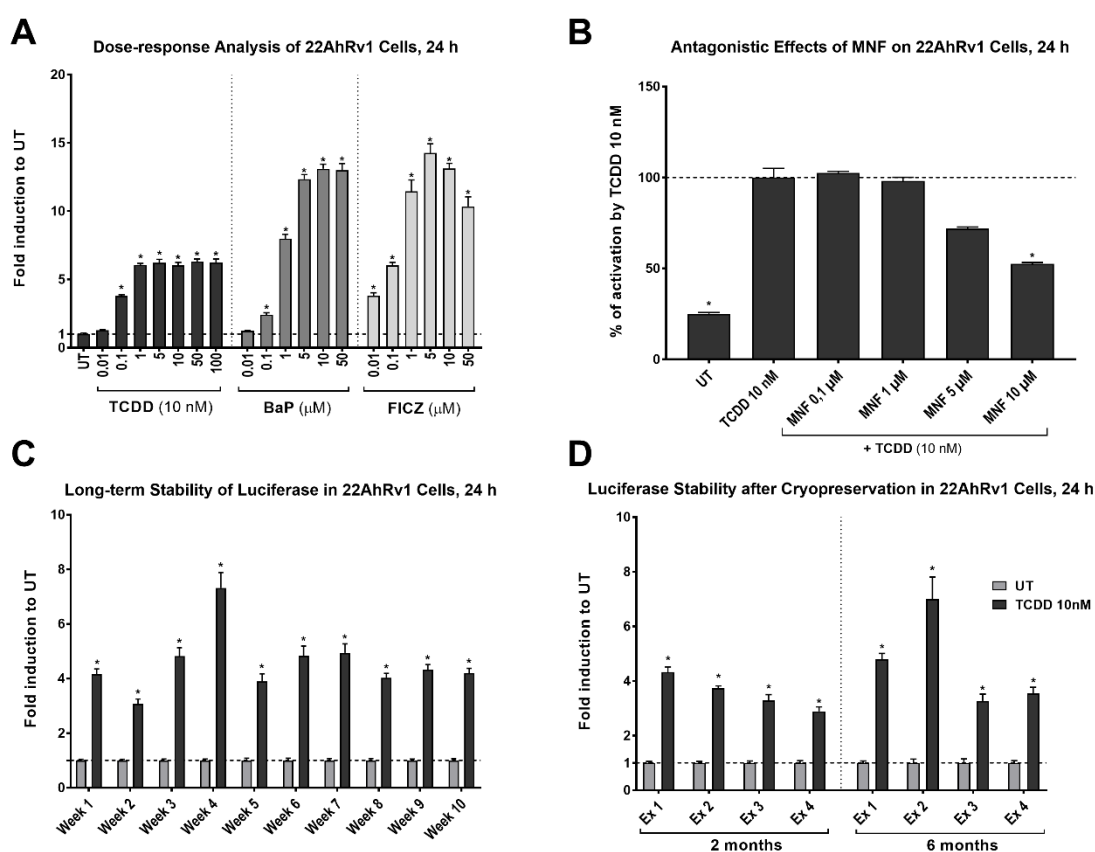 A
Dose-response Analysis of 22AhRv1 Cells, 24 h
Fold induction to UT
20
15
10
5
1
0
UT
0.01
0.1
1
5
10
50
100
0.01
0.1
1
5
10
50
0.01
0.1
1
5
10
50
TCDD (10 nM)
BaP (μM)
FICZ (μM)
* * * * * *
* * * * *
* * * * * *
B
Antagonistic Effects of MNF on 22AhRv1 Cells, 24 h
% of activation by TCDD 10 nM
150
100
50
0
* *
UT
TCDD 10 nM
MNF 0,1 μM
MNF 1 μM
MNF 5 μM
MNF 10 μM
+ TCDD (10 nM)
C
Long-term Stability of Luciferase in 22AhRv1 Cells, 24 h
Fold induction to UT
10
8
6
4
2
1
0
* * * * * * * * * *
Week 1
Week 2
Week 3
Week 4
Week 5
Week 6
Week 7
Week 8
Week 9
Week 10
D
Luciferase Stability after Cryopreservation in 22AhRv1 Cells, 24 h
Fold induction to UT
10
8
6
4
2
1
0
* * * * * * * *
UT
TCDD 10nM
Ex 1
Ex 2
Ex 3
Ex 4
Ex 1
Ex 2
Ex 3
Ex 4
2 months
6 months